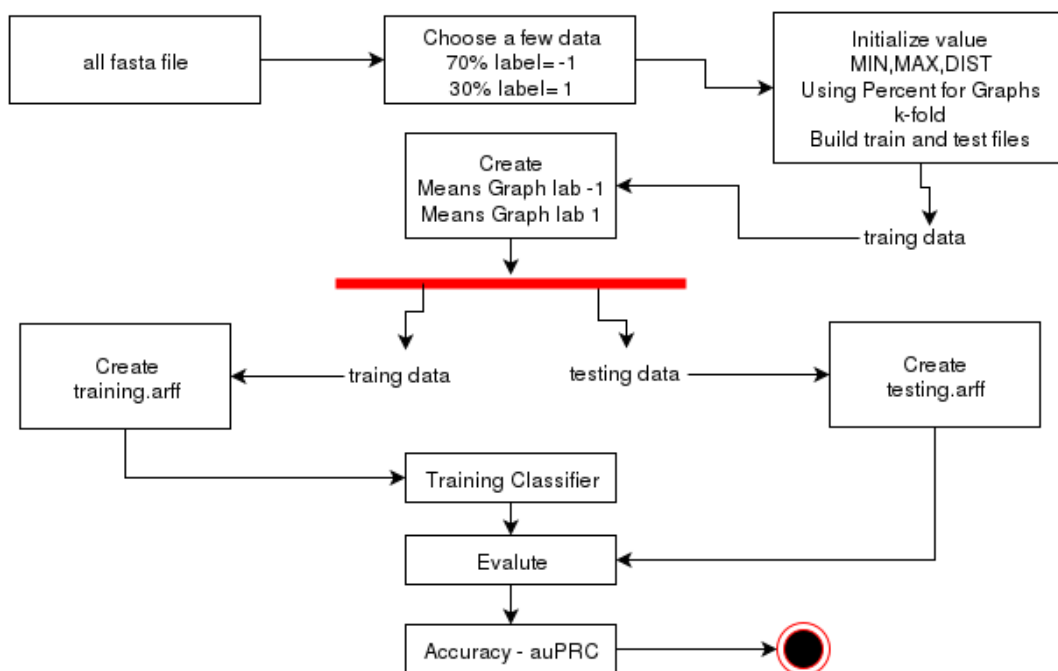 all fasta file
Choose a few data
70% label= -1
30% label= 1
Initialize value
MIN,MAX,DIST
Using Percent for Graphs
k-fold
Build train and test files
Create
Means Graph lab -1
Means Graph lab 1
traing data
traing data
testing data
Create
training.arff
Create
testing.arff
Training Classifier
Evalute
Accuracy - auPRC